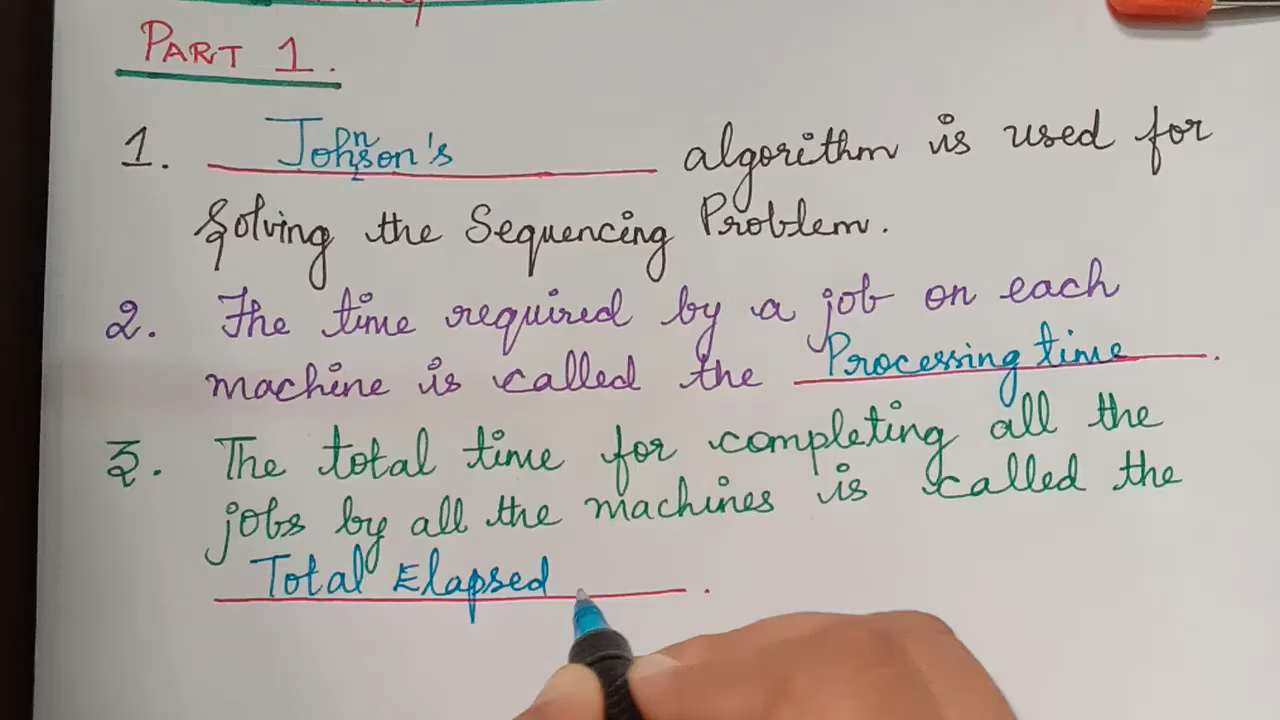 PART 1.
1. Johnson's algorithm is used for
Solving the Sequencing Problem.
2. The time required by a job on each
machine is called the Processing time.
3. The total time for completing all the
jobs by all the machines is called the
Total Elapsed .